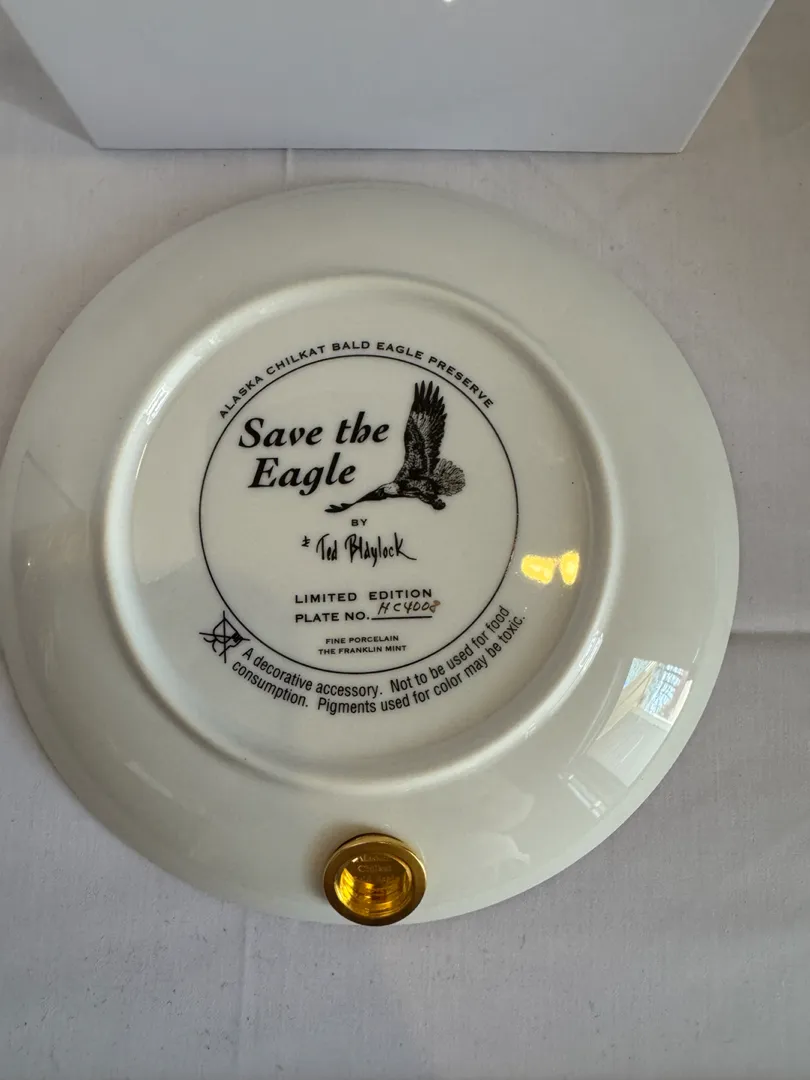 ALASKA CHILKAT BALD EAGLE PRESERVE
Save the
Eagle
BY
Ted Blaylock
LIMITED EDITION
PLATE NO. HC4008
FINE PORCELAIN
THE FRANKLIN MINT
A decorative accessory. Not to be used for food
consumption. Pigments used for color may be toxic.